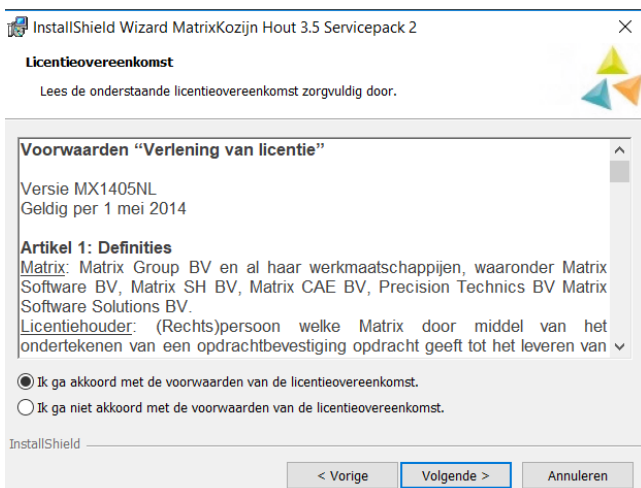 InstallShield Wizard MatrixKozijn Hout 3.5 Servicepack 2
Licentieovereenkomst
Lees de onderstaande licentieovereenkomst zorgvuldig door.
Voorwaarden “Verlening van licentie”
Versie MX1405NL
Geldig per 1 mei 2014
Artikel 1: Definities
Matrix: Matrix Group BV en al haar werkmaatschappijen, waaronder Matrix
Software BV, Matrix SH BV, Matrix CAE BV, Precision Technics BV Matrix
Software Solutions BV.
Licentiehouder: (Rechts)persoon welke Matrix door middel van het
ondertekenen van een opdrachtbevestiging opdracht geeft tot het leveren van
Ik ga akkoord met de voorwaarden van de licentieovereenkomst.
Ik ga niet akkoord met de voorwaarden van de licentieovereenkomst.
InstallShield
< Vorige
Volgende >
Annuleren